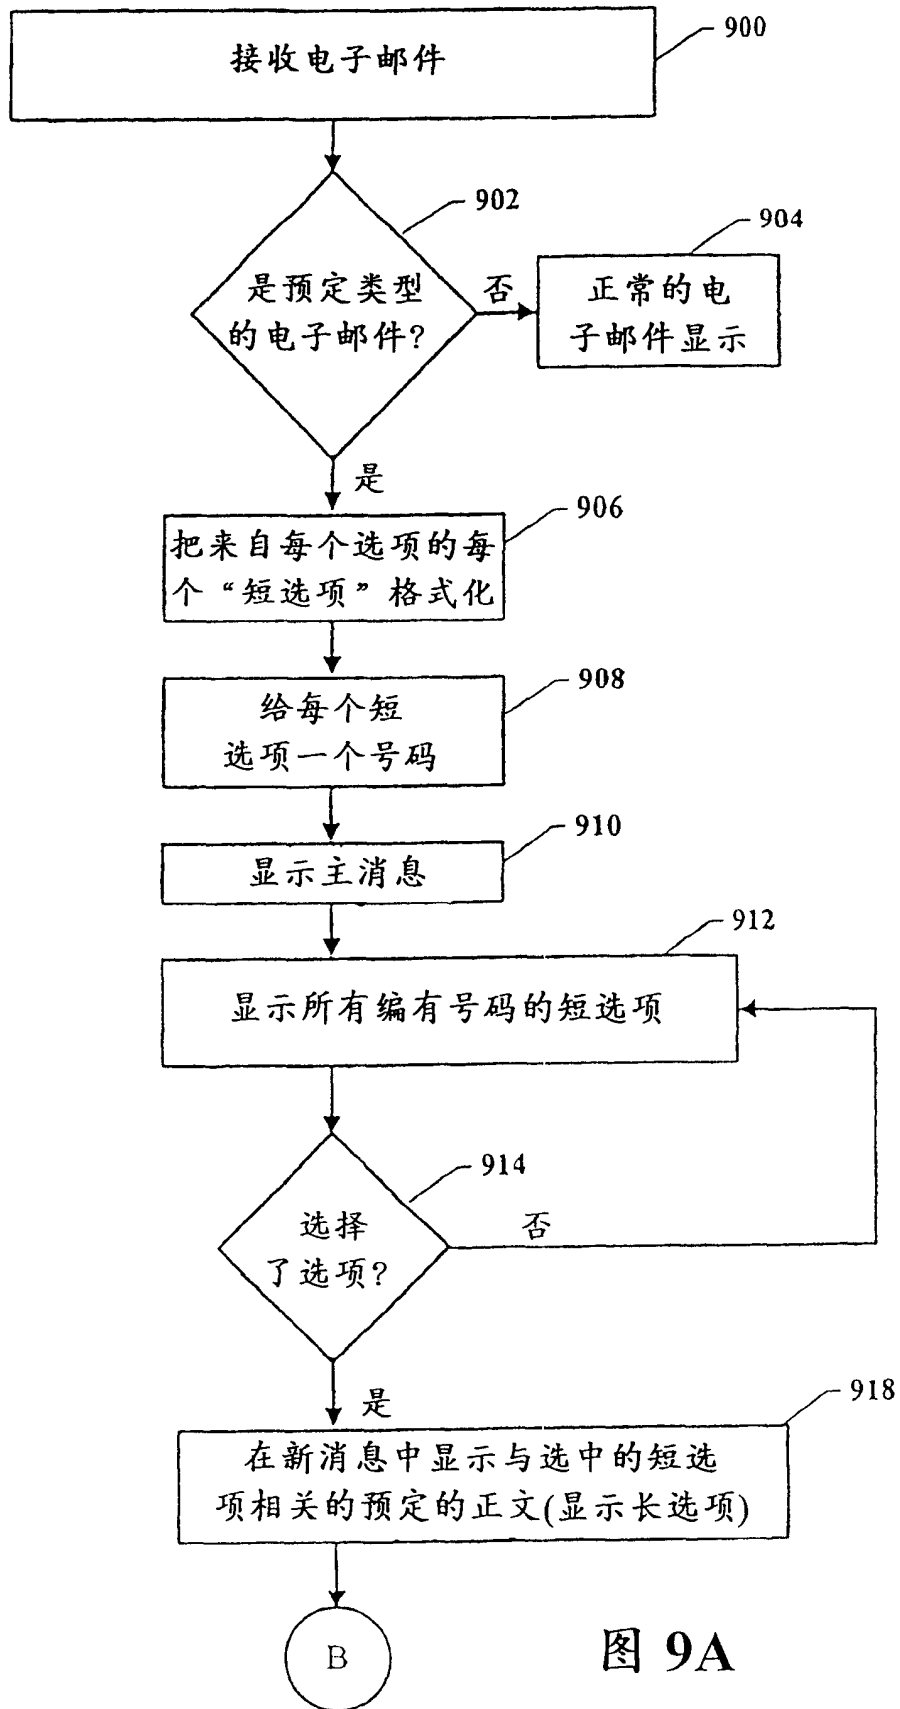 900
接收电子邮件
902
904
是预定类型
的电子邮件?
否
正常的电
子邮件显示
是
906
把来自每个选项的每
个“短选项”格式化
908
给每个短
选项一个号码
910
显示主消息
912
显示所有编有号码的短选项
914
选择
了选项?
否
是
918
在新消息中显示与选中的短选
项相关的预定的正文(显示长选项)
B
图 9A